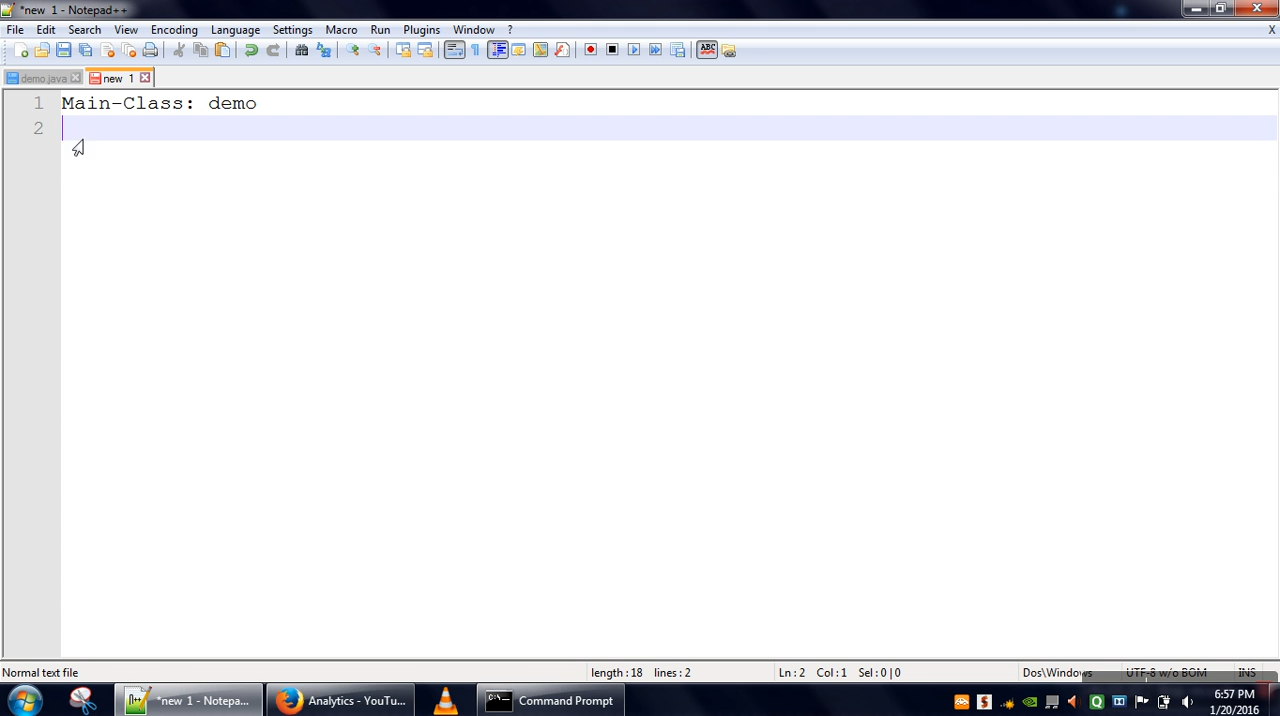 *new  1 - Notepad++
File Edit Search View Encoding Language Settings Macro Run Plugins Window ? X
demo.java new  1
1 Main-Class: demo
2
Normal text file length : 18 lines : 2 Ln : 2 Col : 1 Sel : 0 | 0 Dos\Windows UTF-8 w/o BOM INS
*new 1 - Notepa... Analytics - YouTu... Command Prompt 6:57 PM
1/20/2016